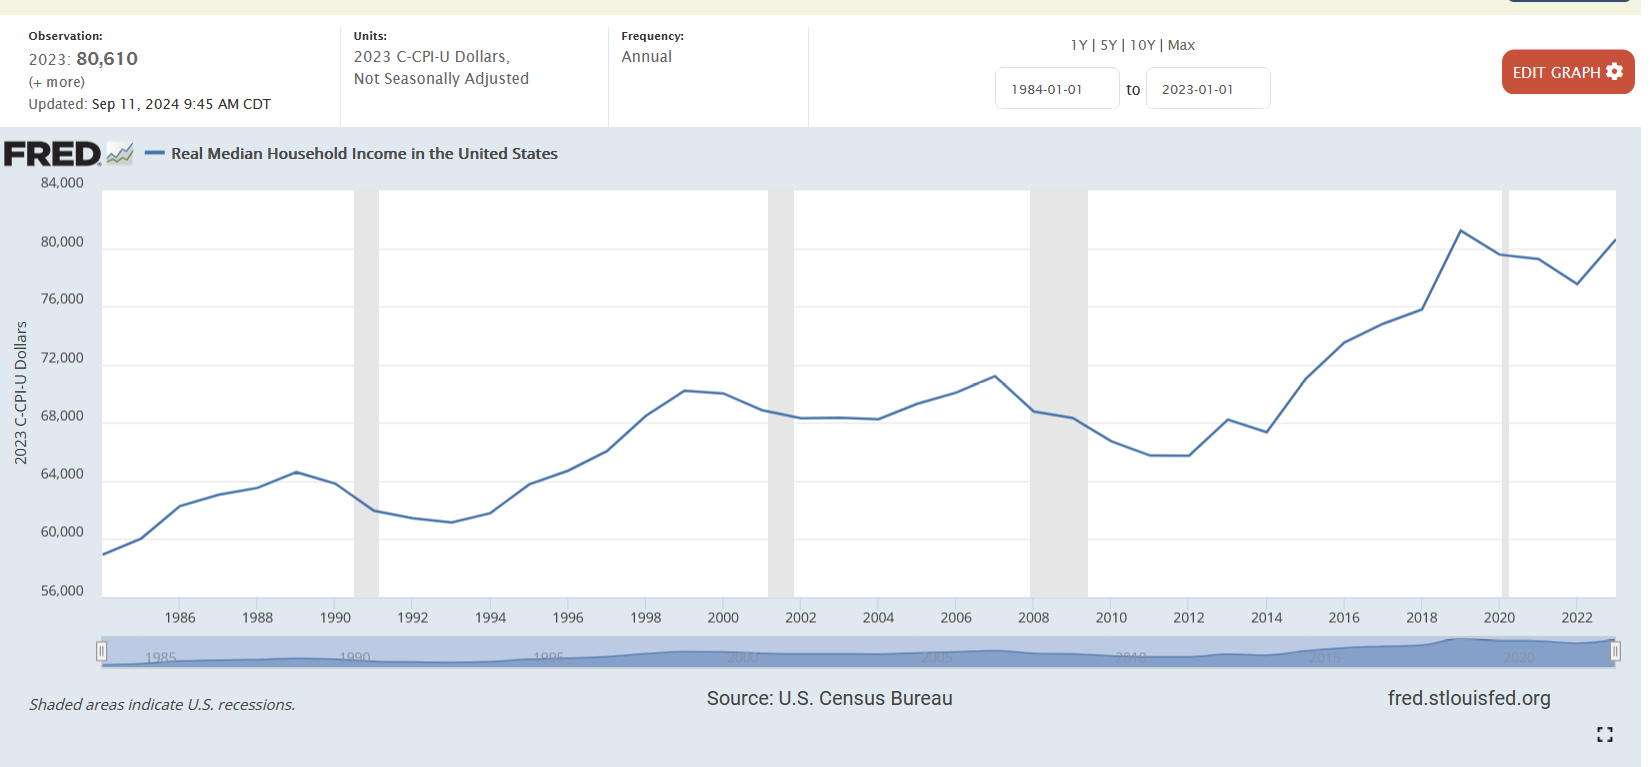 Observation:
2023: 80,610
(+ more)
Updated: Sep 11, 2024 9:45 AM CDT
Units:
2023 C-CPI-U Dollars,
Not Seasonally Adjusted
Frequency:
Annual
1Y | 5Y | 10Y | Max
1984-01-01 to 2023-01-01
EDIT GRAPH
FRED
Real Median Household Income in the United States
2023 C-CPI-U Dollars
84,000
80,000
76,000
72,000
68,000
64,000
60,000
56,000
1986 1988 1990 1992 1994 1996 1998 2000 2002 2004 2006 2008 2010 2012 2014 2016 2018 2020 2022
1985 1990 1995 2000 2005 2010 2015 2020
Shaded areas indicate U.S. recessions.
Source: U.S. Census Bureau
fred.stlouisfed.org